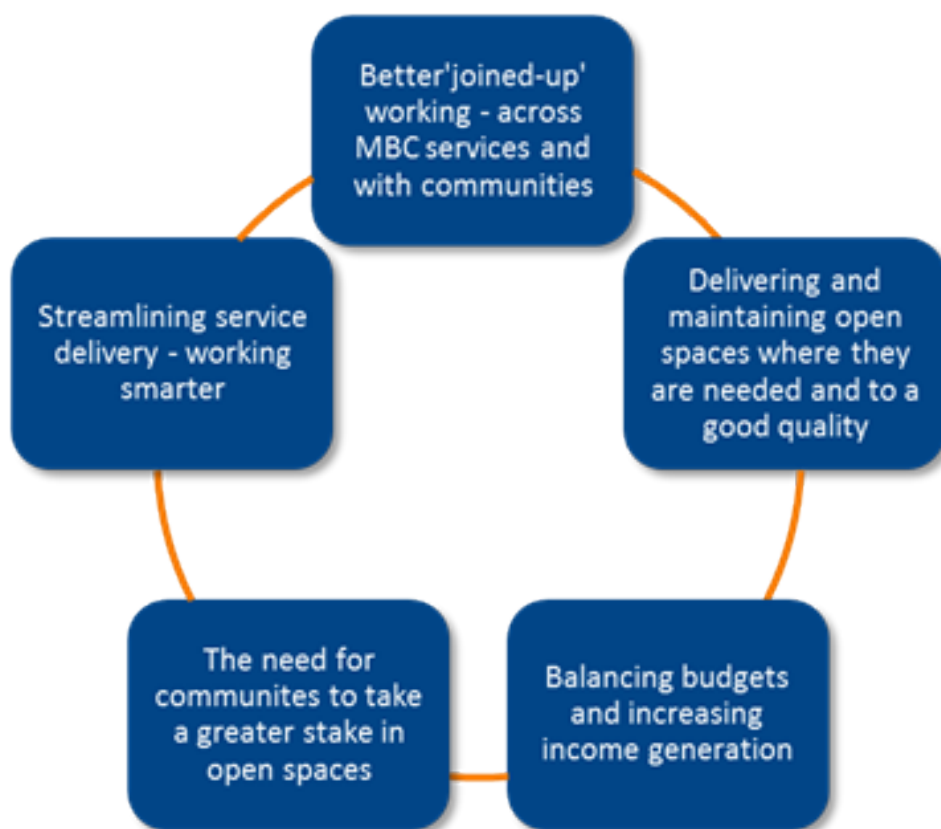 Better'joined-up'
working - across
MBC services and
with communities
Delivering and
maintaining open
spaces where they
are needed and to a
good quality
Balancing budgets
and increasing
income generation
The need for
communites to take
a greater stake in
open spaces
Streamlining service
delivery - working
smarter